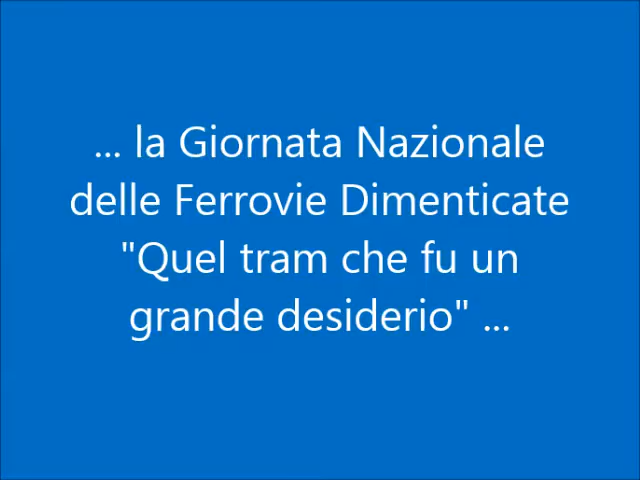 ... la Giornata Nazionale
delle Ferrovie Dimenticate
"Quel tram che fu un
grande desiderio" ...